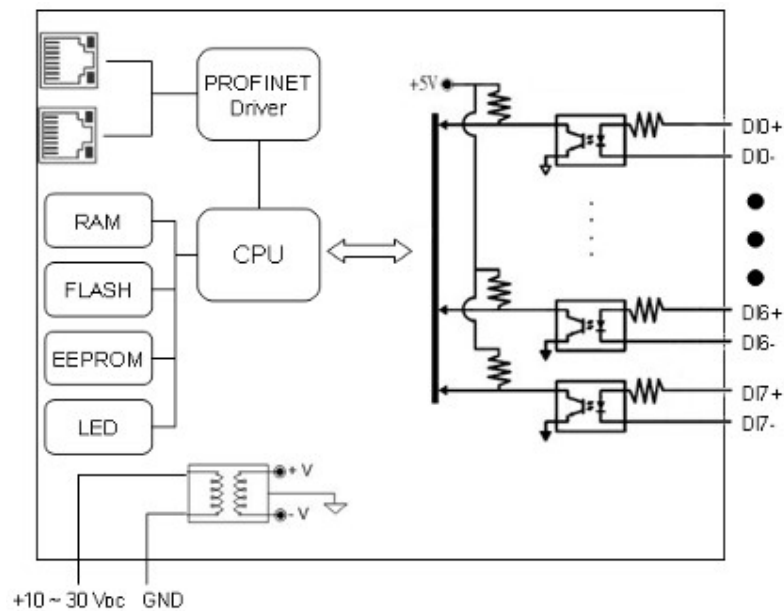 PROFINET
Driver
+5V
DI0+
DI0-
RAM
CPU
FLASH
DI6+
DI6-
EEPROM
DI7+
DI7-
LED
+ V
- V
+10 ~ 30 VDC GND